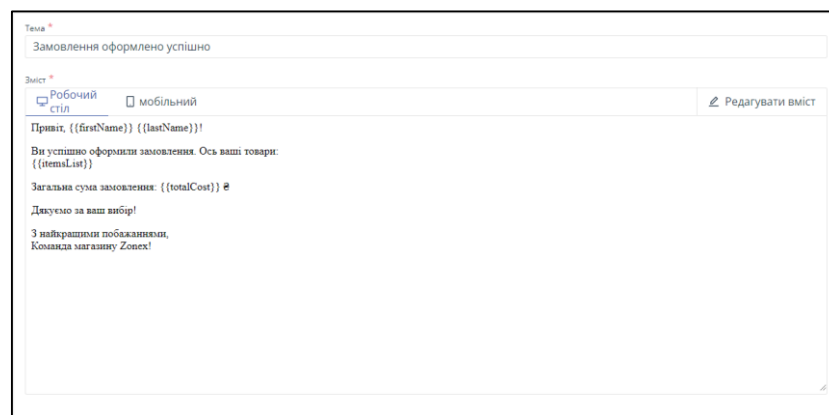 Тема *
Замовлення оформлено успішно
Зміст *
Робочий
стіл
мобільний
Редагувати вміст
Привіт, {{firstName}} {{lastName}}!
Ви успішно оформили замовлення. Ось ваші товари:
{{itemsList}}
Загальна сума замовлення: {{totalCost}} ₴
Дякуємо за ваш вибір!
З найкращими побажаннями,
Команда магазину Zonex!